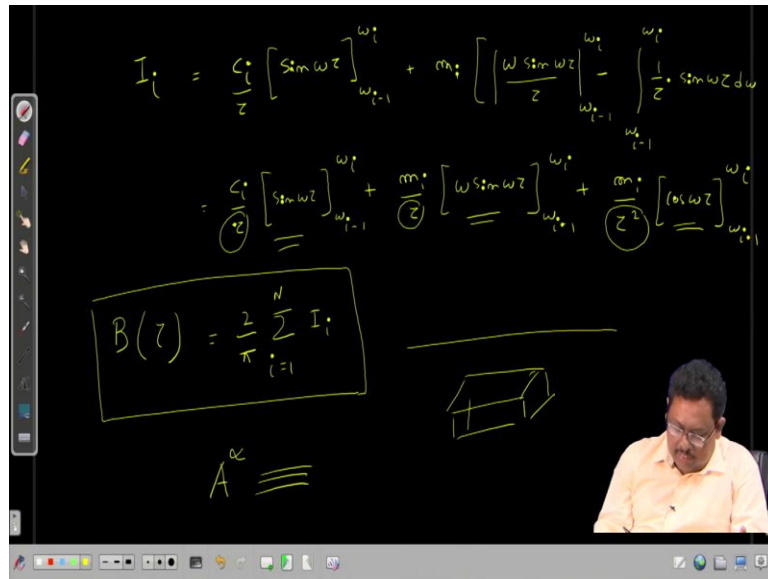 I_i = c_i/τ [sin ωτ]_{ω_{i-1}}^{ω_i} + m_i [ |ω sin ωτ / τ|_{ω_{i-1}}^{ω_i} - ∫_{ω_{i-1}}^{ω_i} 1/τ · sin ωτ dω
= c_i/τ [sin ωτ]_{ω_{i-1}}^{ω_i} + m_i/τ [ω sin ωτ]_{ω_{i-1}}^{ω_i} + m_i/τ² [cos ωτ]_{ω_{i-1}}^{ω_i}
B(τ) = 2/π ∑_{i=1}^{N} I_i
A^∝